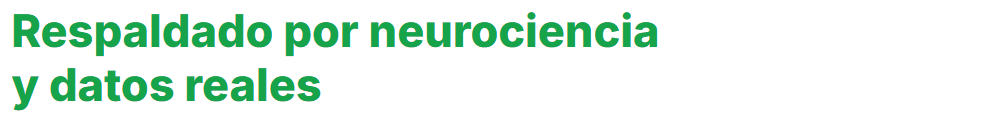 Respaldado por neurociencia
y datos reales